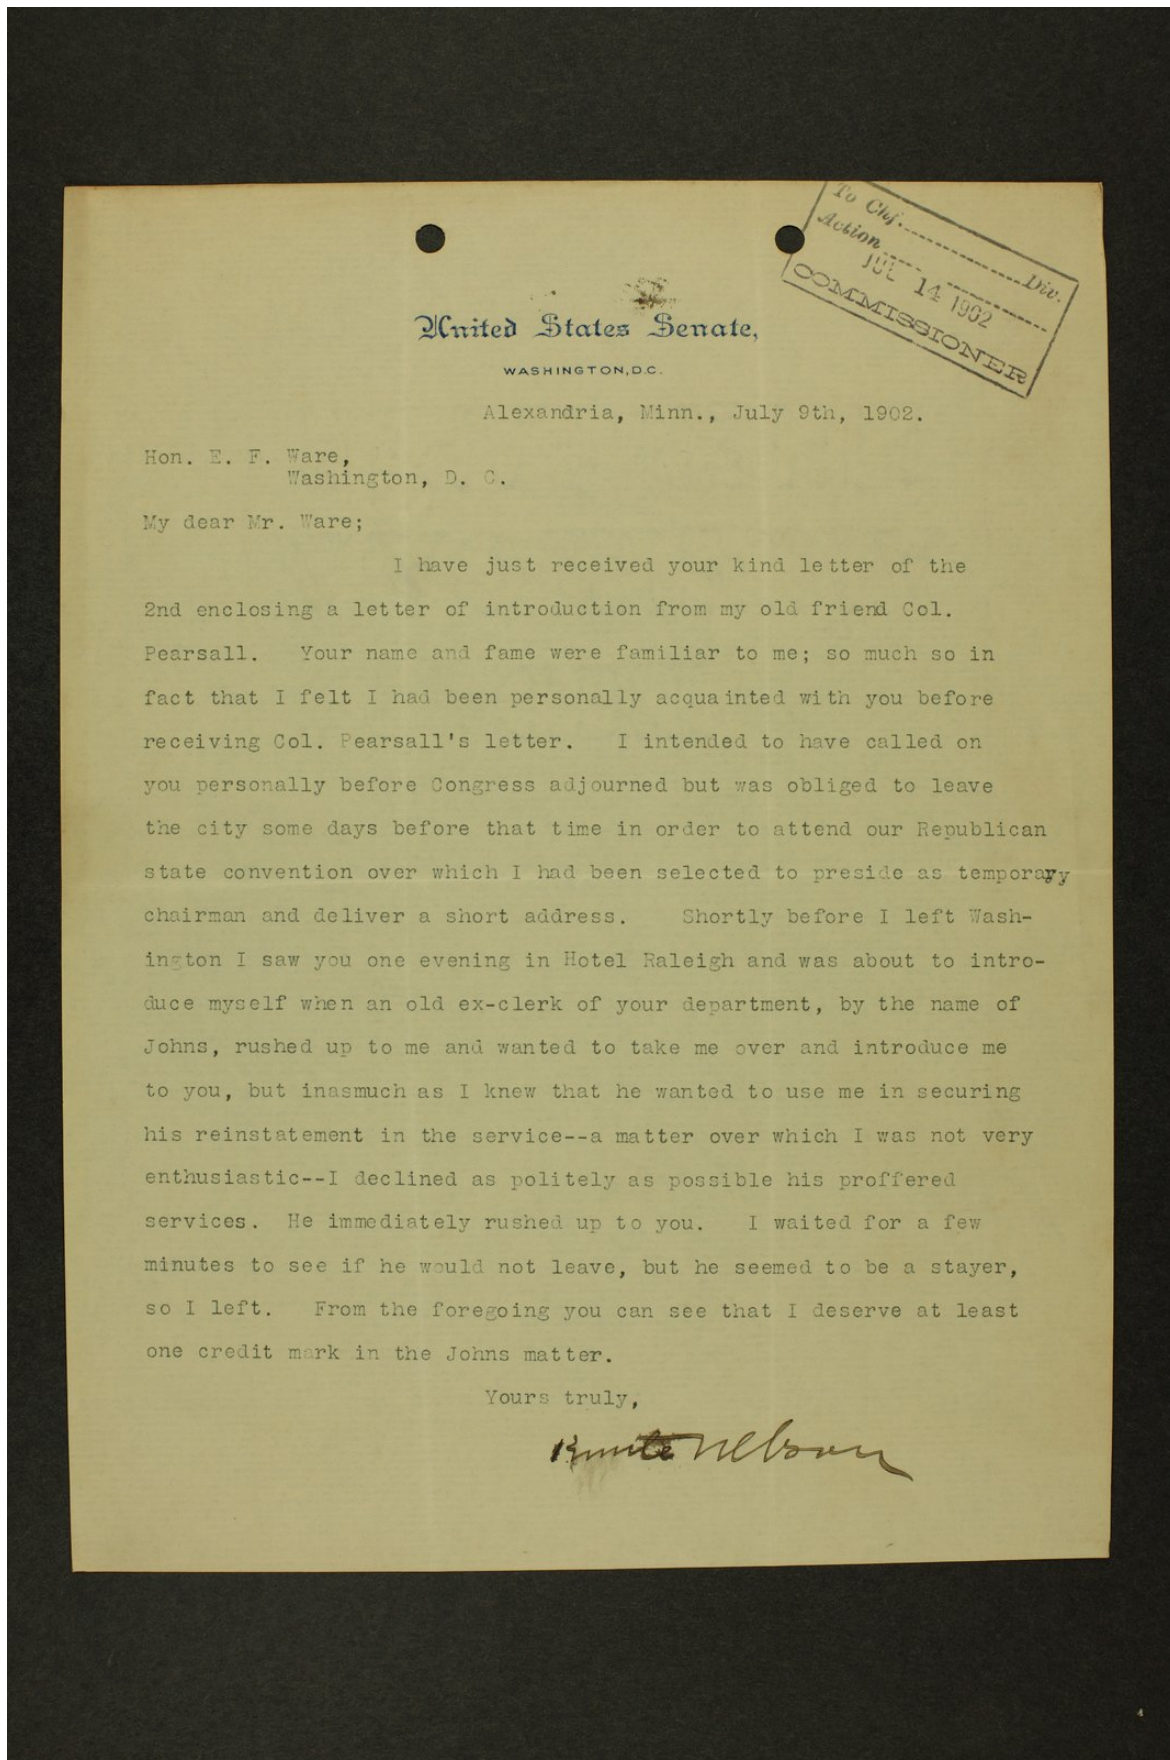 To Chf. Div.
Action
JUL 14 1902
COMMISSIONER
United States Senate,
WASHINGTON, D.C.
Alexandria, Minn., July 9th, 1902.
Hon. E. F. Ware,
Washington, D. C.
My dear Mr. Ware;
I have just received your kind letter of the
2nd enclosing a letter of introduction from my old friend Col.
Pearsall. Your name and fame were familiar to me; so much so in
fact that I felt I had been personally acquainted with you before
receiving Col. Pearsall's letter. I intended to have called on
you personally before Congress adjourned but was obliged to leave
the city some days before that time in order to attend our Republican
state convention over which I had been selected to preside as temporary
chairman and deliver a short address. Shortly before I left Wash-
ington I saw you one evening in Hotel Raleigh and was about to intro-
duce myself when an old ex-clerk of your department, by the name of
Johns, rushed up to me and wanted to take me over and introduce me
to you, but inasmuch as I knew that he wanted to use me in securing
his reinstatement in the service--a matter over which I was not very
enthusiastic--I declined as politely as possible his proffered
services. He immediately rushed up to you. I waited for a few
minutes to see if he would not leave, but he seemed to be a stayer,
so I left. From the foregoing you can see that I deserve at least
one credit mark in the Johns matter.
Yours truly,
Knute Nelson